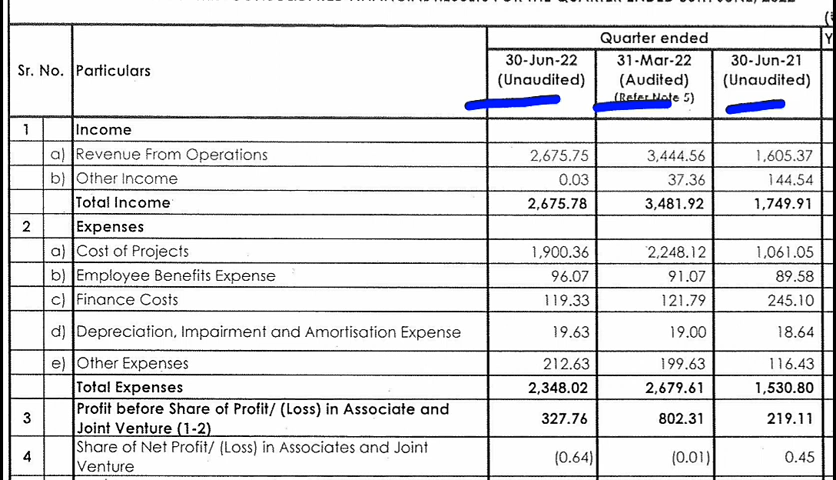 Quarter ended Y
30-Jun-22 31-Mar-22 30-Jun-21
Sr. No. Particulars (Unaudited) (Audited) (Unaudited)
(Refer Note 5)
1 Income
a) Revenue From Operations 2,675.75 3,444.56 1,605.37
b) Other Income 0.03 37.36 144.54
Total Income 2,675.78 3,481.92 1,749.91
2 Expenses
a) Cost of Projects 1,900.36 2,248.12 1,061.05
b) Employee Benefits Expense 96.07 91.07 89.58
c) Finance Costs 119.33 121.79 245.10
d) Depreciation, Impairment and Amortisation Expense 19.63 19.00 18.64
e) Other Expenses 212.63 199.63 116.43
Total Expenses 2,348.02 2,679.61 1,530.80
3 Profit before Share of Profit/ (Loss) in Associate and
Joint Venture (1-2) 327.76 802.31 219.11
4 Share of Net Profit/ (Loss) in Associates and Joint
Venture (0.64) (0.01) 0.45